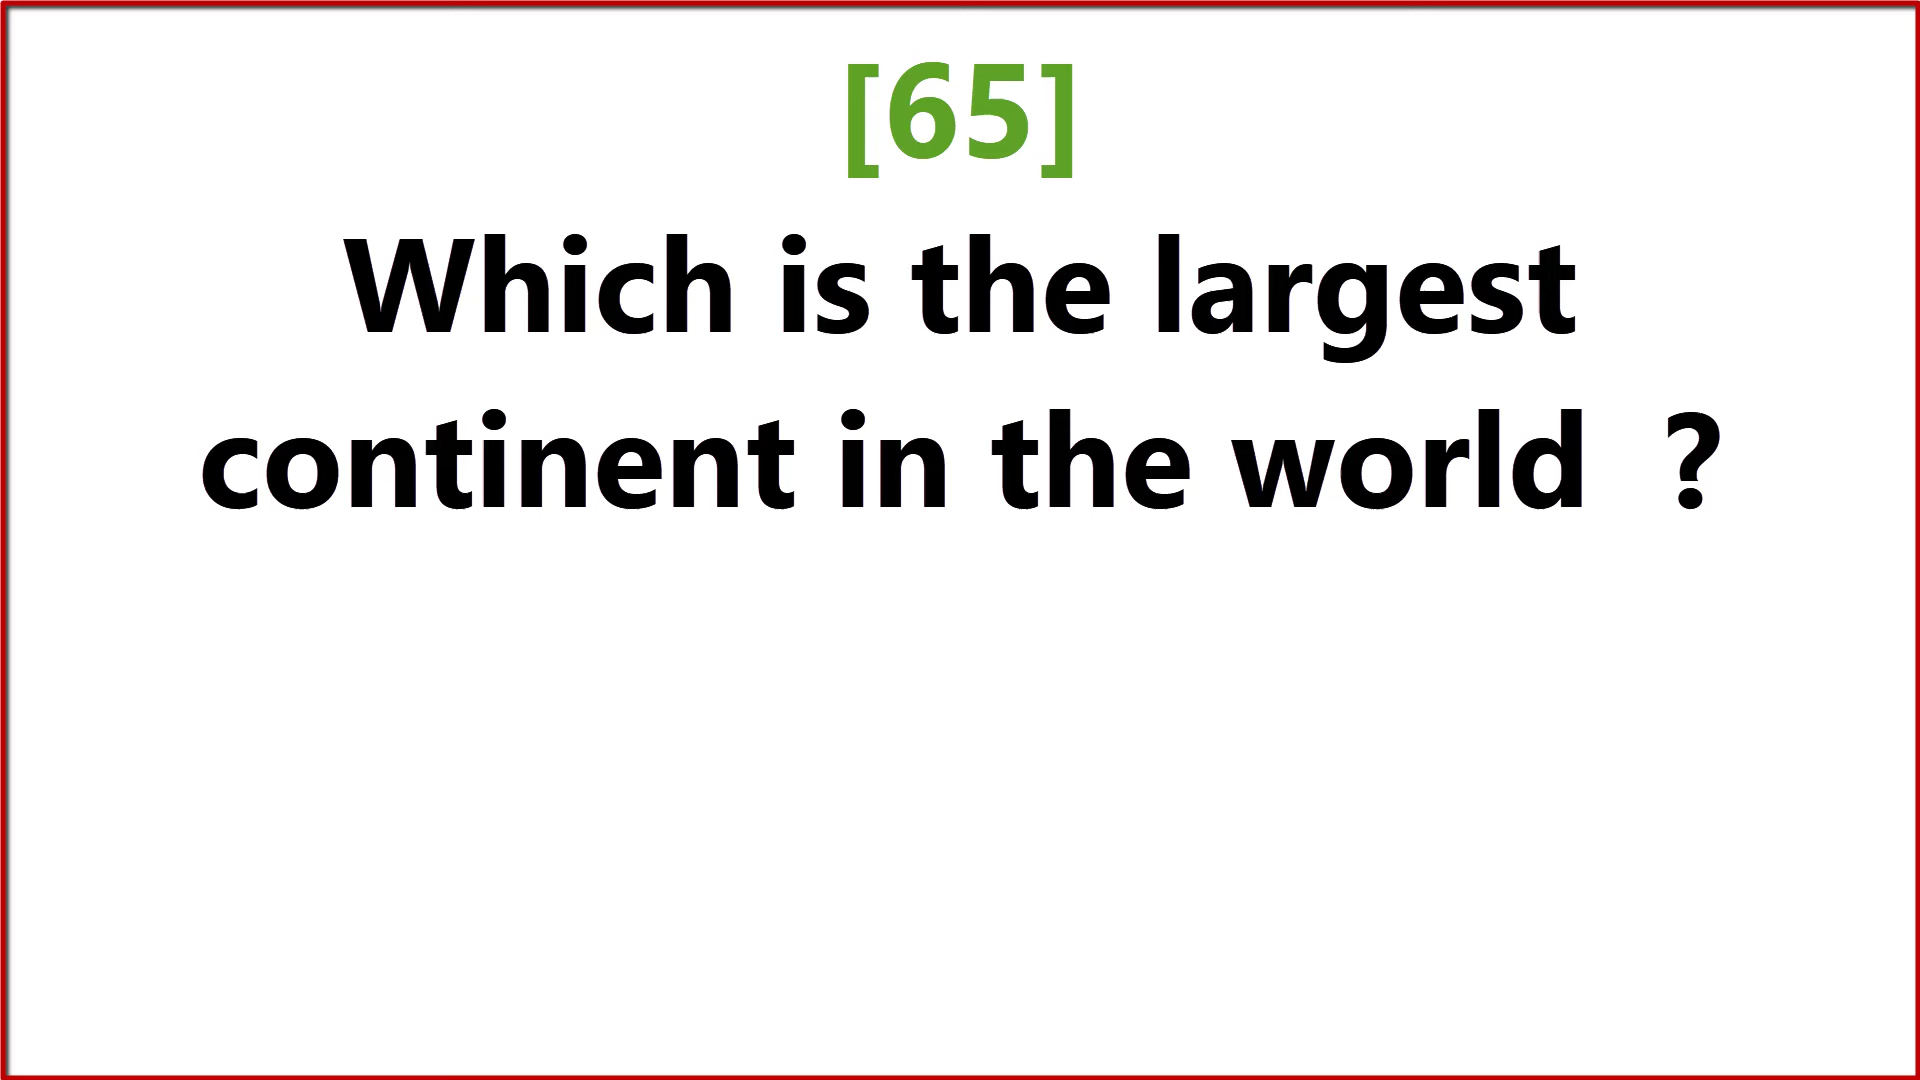 [65]
Which is the largest
continent in the world  ?